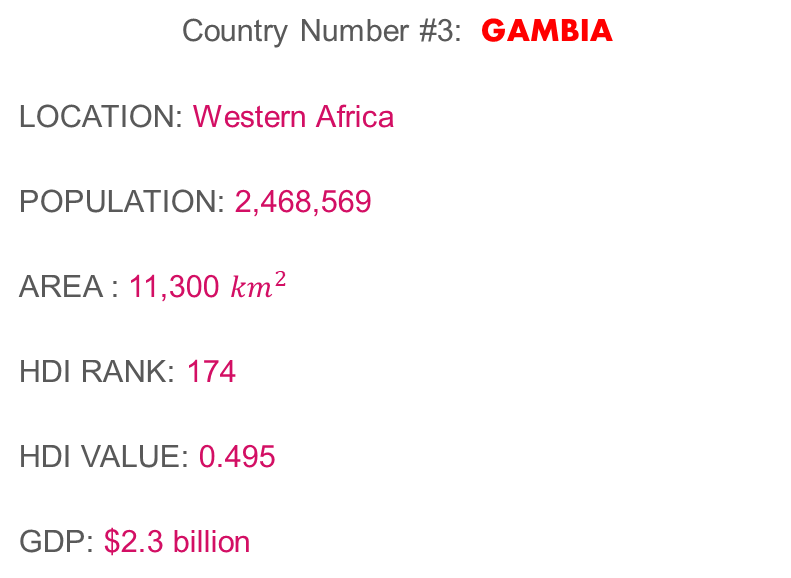 Country Number #3: GAMBIA
LOCATION: Western Africa
POPULATION: 2,468,569
AREA : 11,300 km²
HDI RANK: 174
HDI VALUE: 0.495
GDP: $2.3 billion